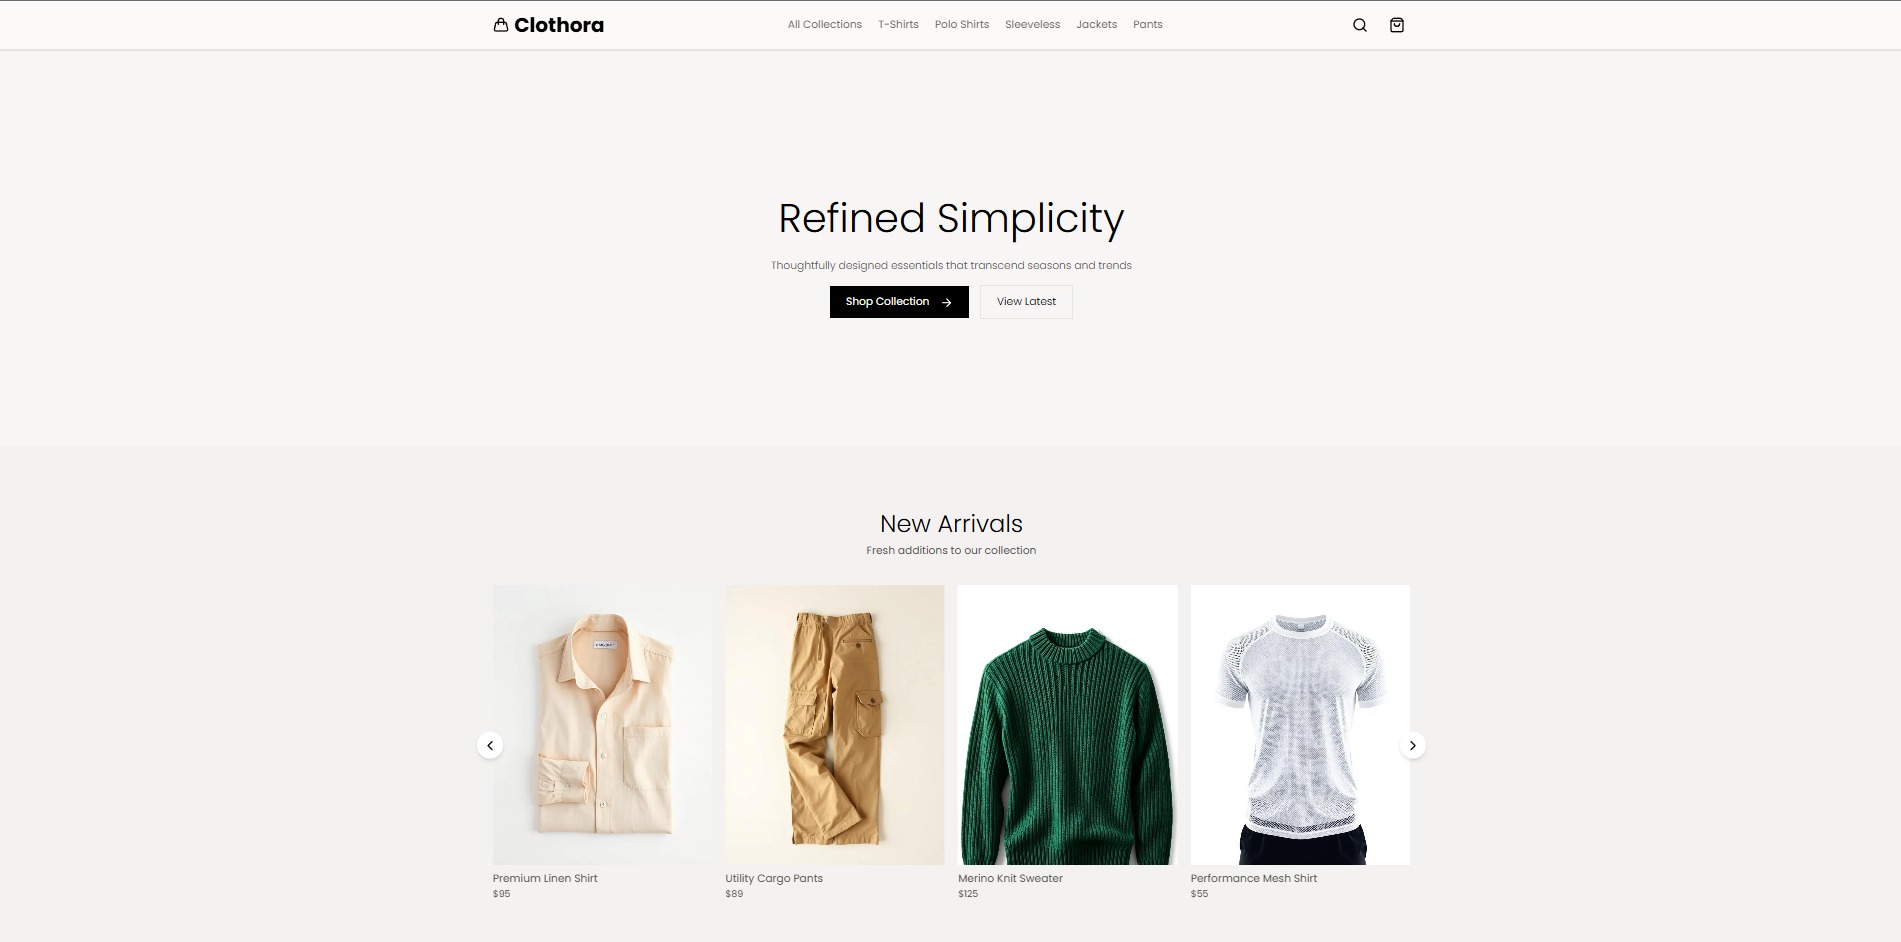 Clothora
All Collections T-Shirts Polo Shirts Sleeveless Jackets Pants
Refined Simplicity
Thoughtfully designed essentials that transcend seasons and trends
Shop Collection → View Latest
New Arrivals
Fresh additions to our collection
Premium Linen Shirt
$95
Utility Cargo Pants
$89
Merino Knit Sweater
$125
Performance Mesh Shirt
$55